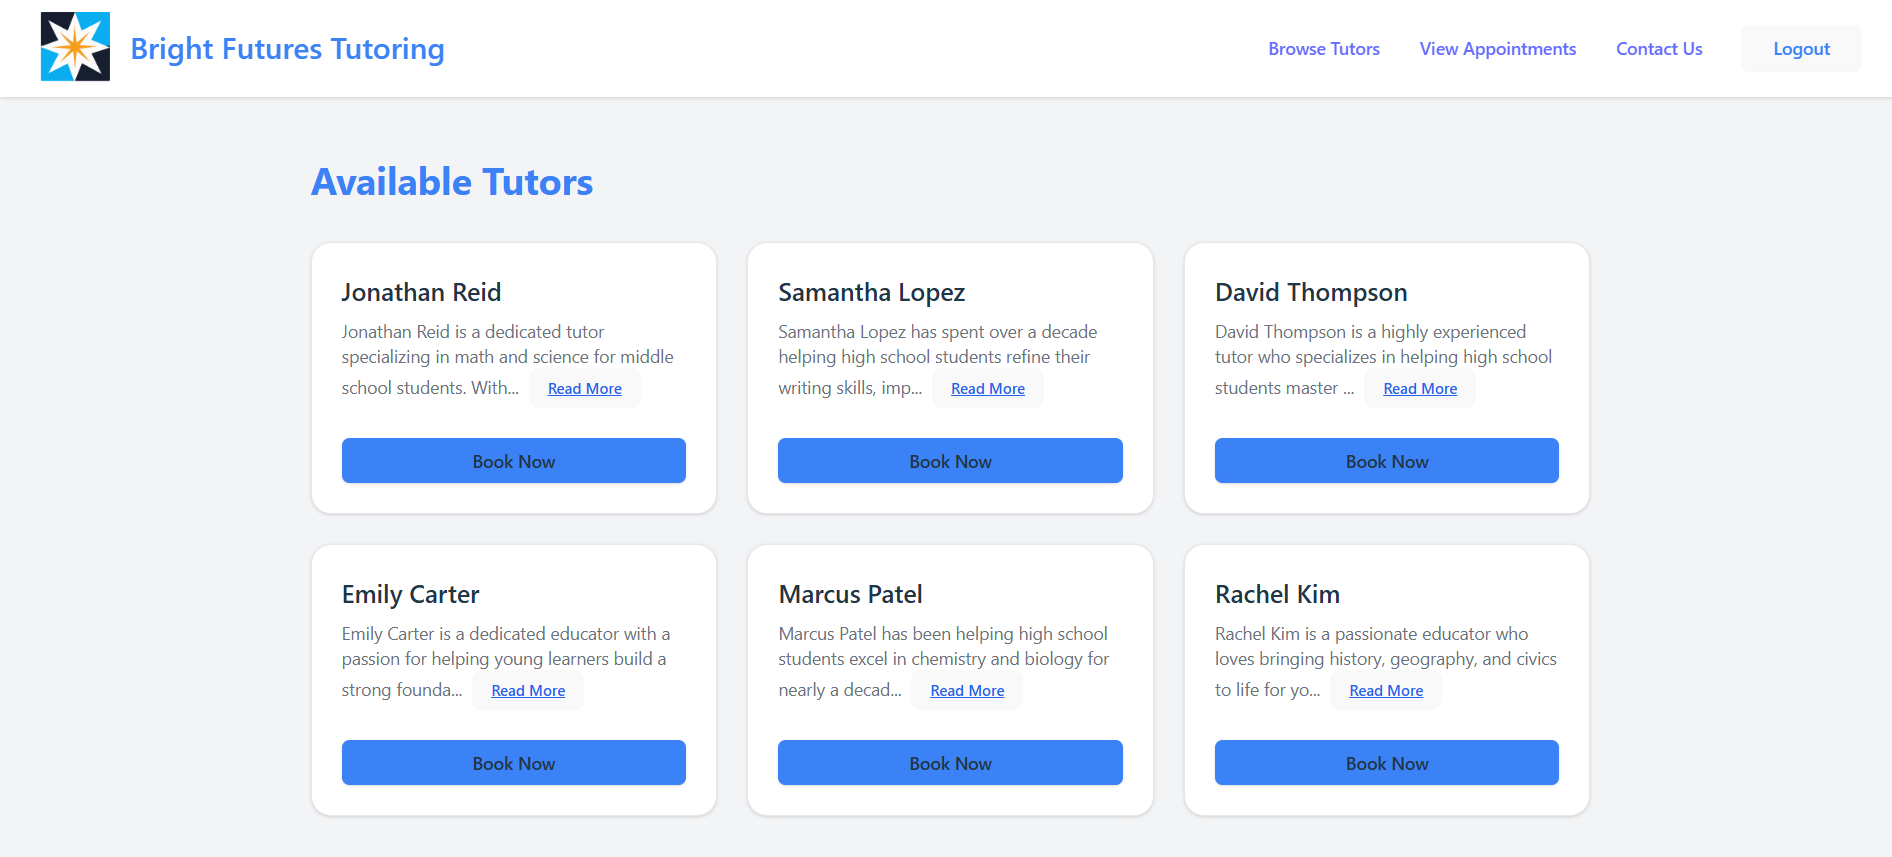 Bright Futures Tutoring
Browse Tutors
View Appointments
Contact Us
Logout
Available Tutors
Jonathan Reid
Jonathan Reid is a dedicated tutor
specializing in math and science for middle
school students. With... Read More
Book Now
Samantha Lopez
Samantha Lopez has spent over a decade
helping high school students refine their
writing skills, imp... Read More
Book Now
David Thompson
David Thompson is a highly experienced
tutor who specializes in helping high school
students master ... Read More
Book Now
Emily Carter
Emily Carter is a dedicated educator with a
passion for helping young learners build a
strong founda... Read More
Book Now
Marcus Patel
Marcus Patel has been helping high school
students excel in chemistry and biology for
nearly a decad... Read More
Book Now
Rachel Kim
Rachel Kim is a passionate educator who
loves bringing history, geography, and civics
to life for yo... Read More
Book Now